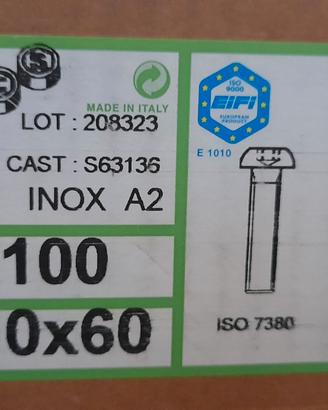 MADE IN ITALY
LOT : 208323
CAST : S63136
INOX A2
100
0x60
ISO
9000
EIFI
EUROPEAN
PRODUCT
E 1010
ISO 7380